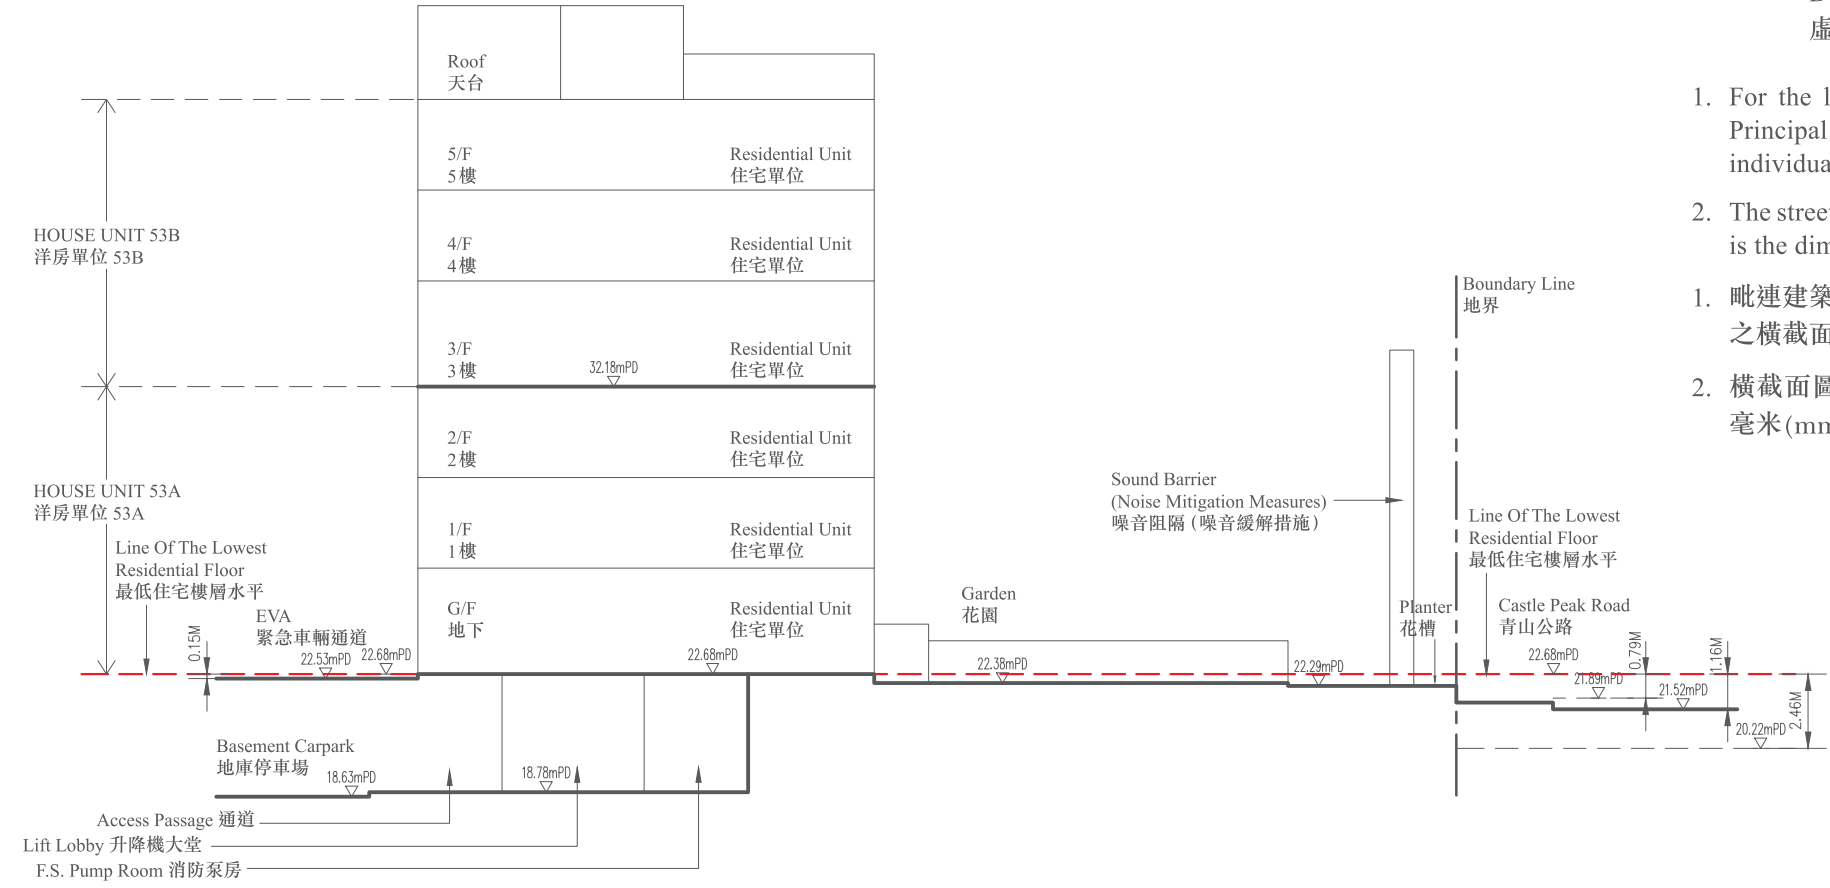 Roof
天台
5/F
5樓
Residential Unit
住宅單位
HOUSE UNIT 53B
洋房單位 53B
4/F
4樓
Residential Unit
住宅單位
3/F
3樓
32.18mPD
Residential Unit
住宅單位
2/F
2樓
Residential Unit
住宅單位
HOUSE UNIT 53A
洋房單位 53A
1/F
1樓
Residential Unit
住宅單位
Line Of The Lowest
Residential Floor
最低住宅樓層水平
G/F
地下
Residential Unit
住宅單位
EVA
緊急車輛通道
0.15M
22.53mPD
22.68mPD
22.68mPD
Garden
花園
22.38mPD
22.29mPD
Sound Barrier
(Noise Mitigation Measures)
噪音阻隔 (噪音緩解措施)
Boundary Line
地界
Planter
花槽
Line Of The Lowest
Residential Floor
最低住宅樓層水平
Castle Peak Road
青山公路
22.68mPD
21.89mPD
0.79M
1.16M
21.52mPD
20.22mPD
2.46M
Basement Carpark
地庫停車場
18.63mPD
18.78mPD
Access Passage 通道
Lift Lobby 升降機大堂
F.S. Pump Room 消防泵房
虛
1. For the l
Principal
individua
2. The street
is the dim
1. 毗連建築
之橫截面
2. 橫截面圖
毫米(mm